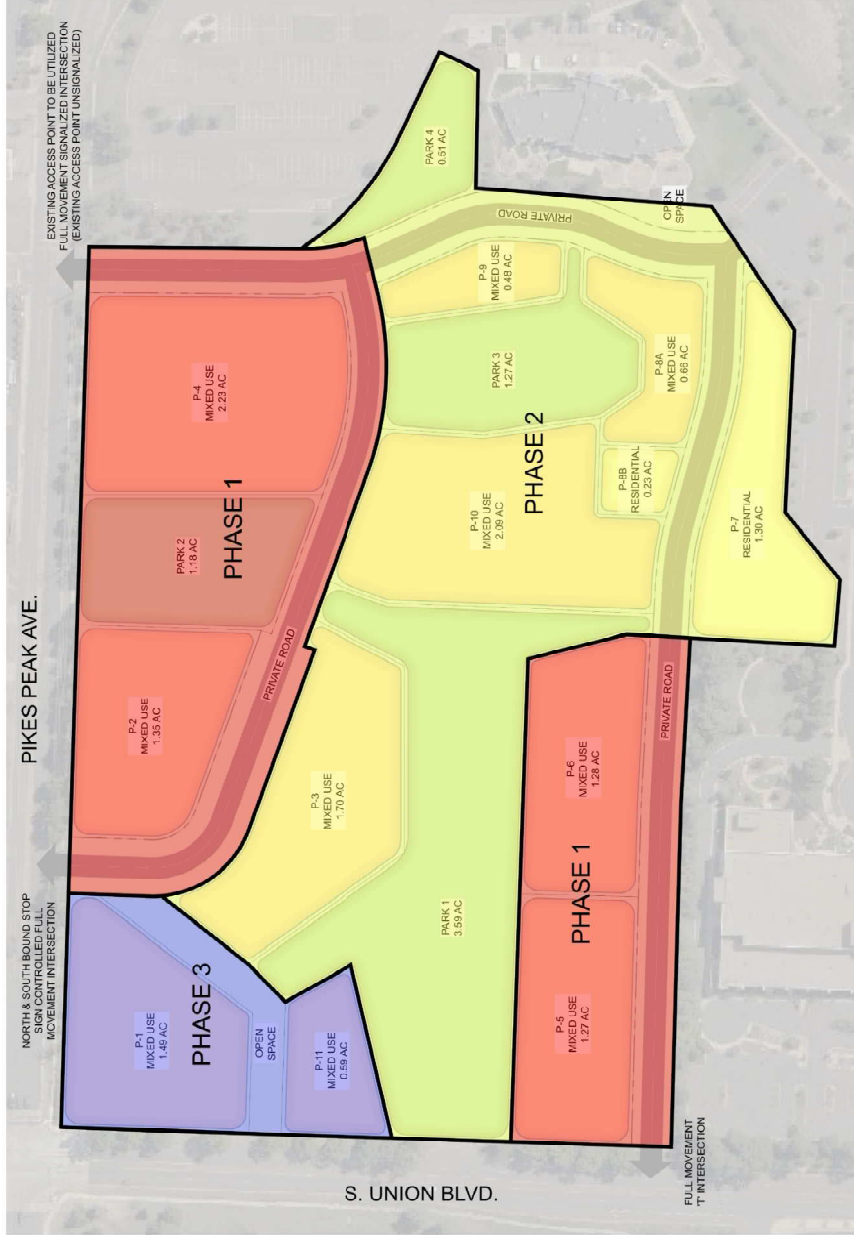 EXISTING ACCESS POINT TO BE UTILIZED
FULL MOVEMENT SIGNALIZED INTERSECTION
(EXISTING ACCESS POINT UNSIGNALIZED)
PIKES PEAK AVE.
NORTH & SOUTH BOUND STOP
SIGN CONTROLLED FULL
MOVEMENT INTERSECTION
P-4
MIXED USE
2.23 AC
PARK 2
1.18 AC
PHASE 1
P-2
MIXED USE
1.35 AC
PRIVATE ROAD
PARK 4
0.51 AC
PRIVATE ROAD
OPEN
SPACE
P-9
MIXED USE
0.48 AC
PARK 3
1.27 AC
P-8A
MIXED USE
0.66 AC
PHASE 2
P-10
MIXED USE
2.09 AC
P-8B
RESIDENTIAL
0.23 AC
P-7
RESIDENTIAL
1.30 AC
P-3
MIXED USE
1.70 AC
PARK 1
3.59 AC
P-6
MIXED USE
1.28 AC
PRIVATE ROAD
PHASE 1
P-5
MIXED USE
1.27 AC
P-1
MIXED USE
1.49 AC
PHASE 3
OPEN
SPACE
P-11
MIXED USE
0.59 AC
S. UNION BLVD.
FULL MOVEMENT
'T' INTERSECTION